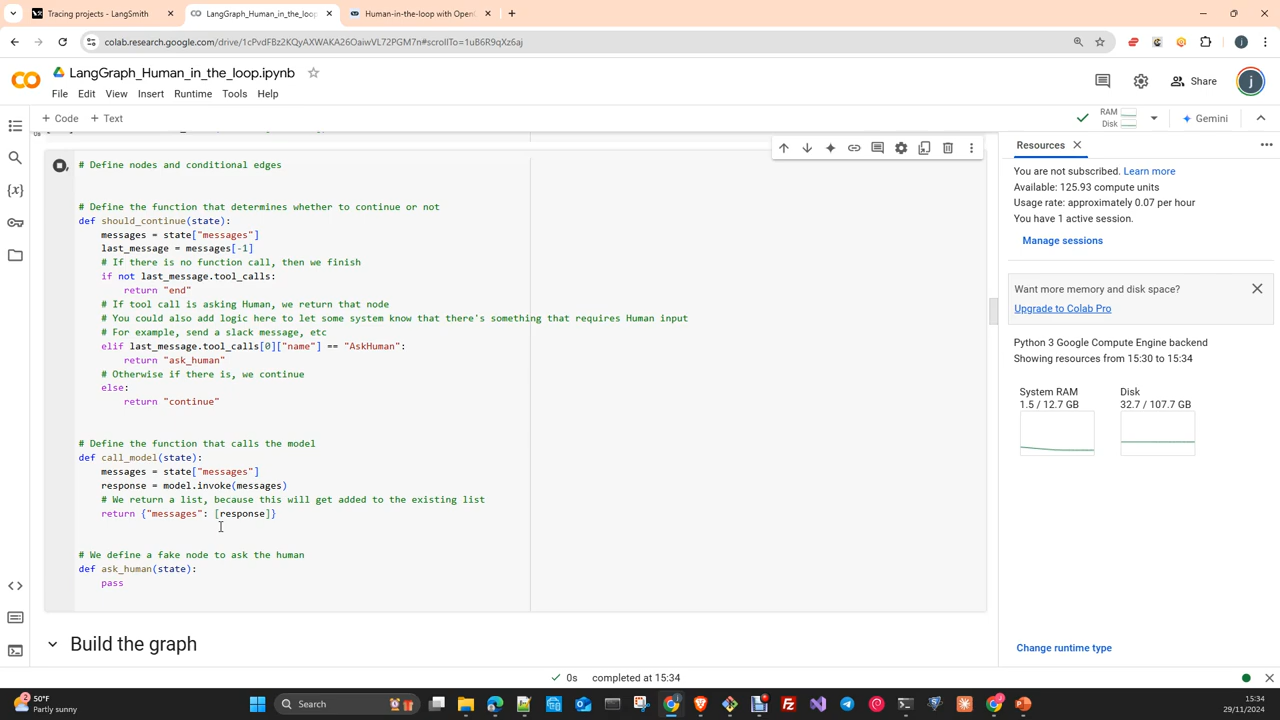 Tracing projects - LangSmith
LangGraph_Human_in_the_loop
Human-in-the-loop with Open
colab.research.google.com/drive/1cPvdFBz2KQyAXWAKA26OaiwVL72PGM7n#scrollTo=1uB6R9qXz6aj
LangGraph_Human_in_the_loop.ipynb
File Edit View Insert Runtime Tools Help
Share
+ Code + Text
RAM
Disk
Gemini
# Define nodes and conditional edges
# Define the function that determines whether to continue or not
def should_continue(state):
messages = state["messages"]
last_message = messages[-1]
# If there is no function call, then we finish
if not last_message.tool_calls:
return "end"
# If tool call is asking Human, we return that node
# You could also add logic here to let some system know that there's something that requires Human input
# For example, send a slack message, etc
elif last_message.tool_calls[0]["name"] == "AskHuman":
return "ask_human"
# Otherwise if there is, we continue
else:
return "continue"
# Define the function that calls the model
def call_model(state):
messages = state["messages"]
response = model.invoke(messages)
# We return a list, because this will get added to the existing list
return {"messages": [response]}
# We define a fake node to ask the human
def ask_human(state):
pass
Build the graph
Resources
You are not subscribed. Learn more
Available: 125.93 compute units
Usage rate: approximately 0.07 per hour
You have 1 active session.
Manage sessions
Want more memory and disk space?
Upgrade to Colab Pro
Python 3 Google Compute Engine backend
Showing resources from 15:30 to 15:34
System RAM
1.5 / 12.7 GB
Disk
32.7 / 107.7 GB
Change runtime type
0s completed at 15:34
2
50°F
Partly sunny
Search
15:34
29/11/2024